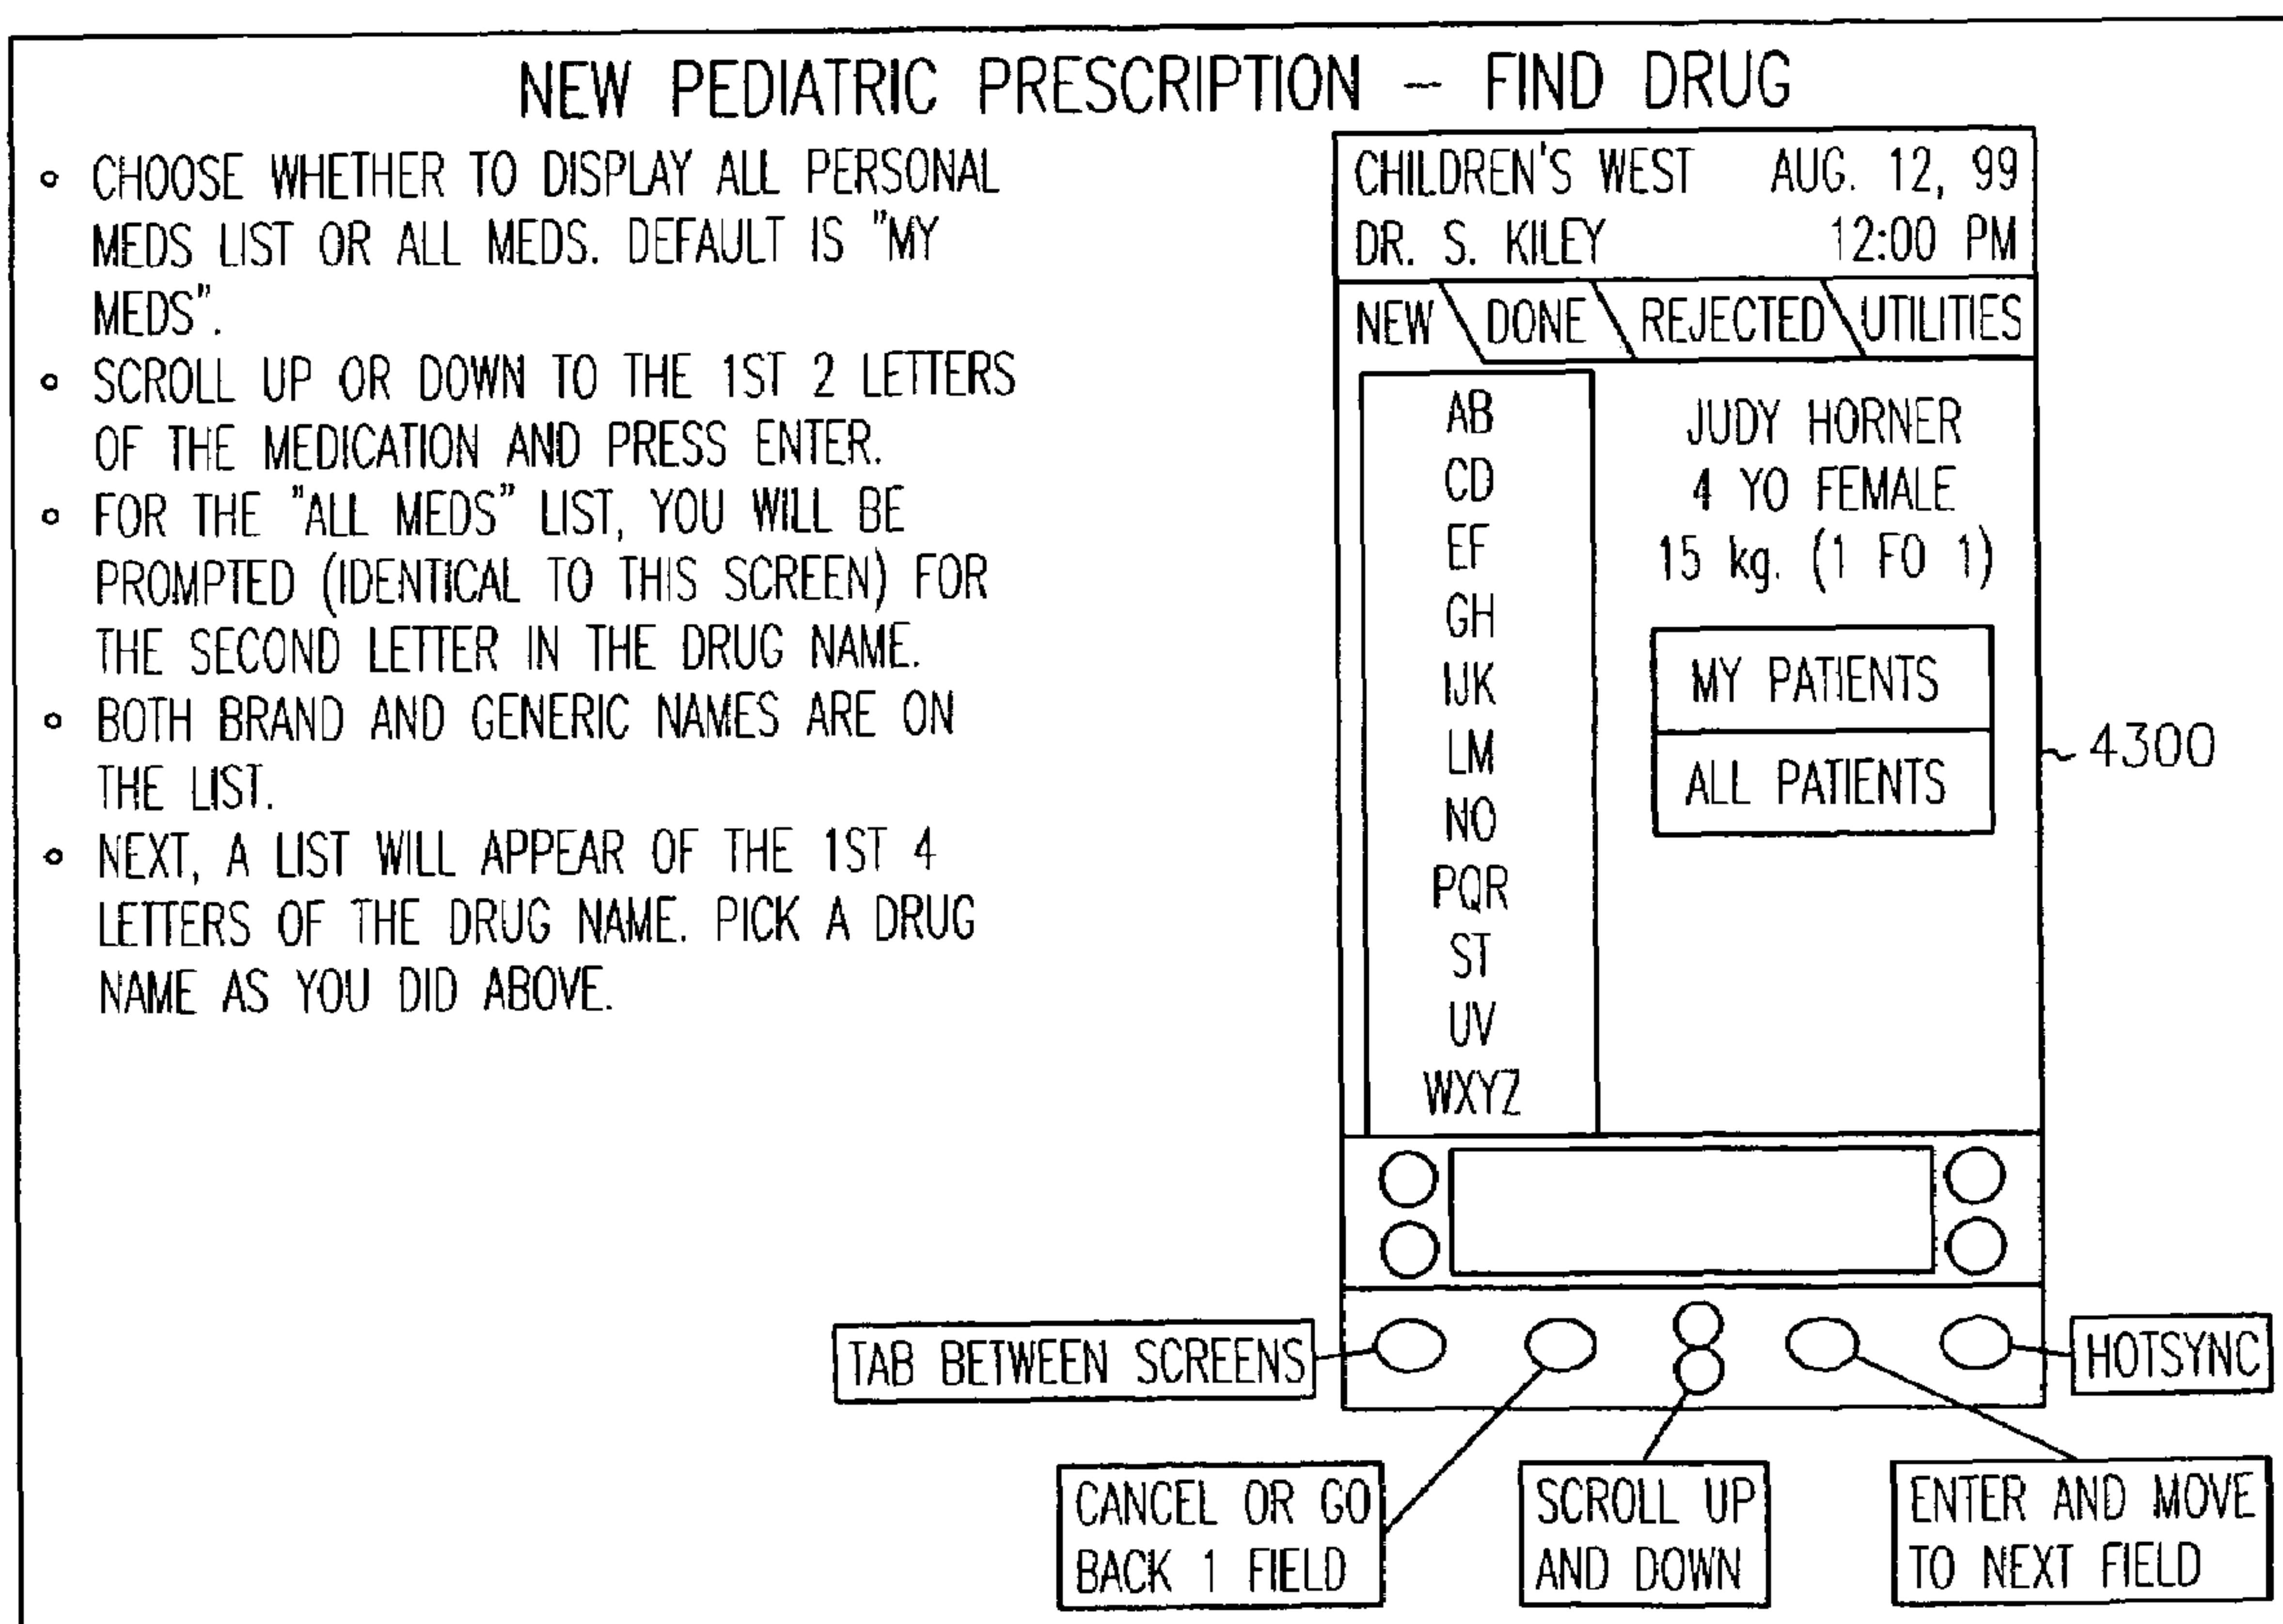 NEW PEDIATRIC PRESCRIPTION – FIND DRUG
◦ CHOOSE WHETHER TO DISPLAY ALL PERSONAL
MEDS LIST OR ALL MEDS. DEFAULT IS "MY
MEDS".
◦ SCROLL UP OR DOWN TO THE 1ST 2 LETTERS
OF THE MEDICATION AND PRESS ENTER.
◦ FOR THE "ALL MEDS" LIST, YOU WILL BE
PROMPTED (IDENTICAL TO THIS SCREEN) FOR
THE SECOND LETTER IN THE DRUG NAME.
◦ BOTH BRAND AND GENERIC NAMES ARE ON
THE LIST.
◦ NEXT, A LIST WILL APPEAR OF THE 1ST 4
LETTERS OF THE DRUG NAME. PICK A DRUG
NAME AS YOU DID ABOVE.
CHILDREN'S WEST AUG. 12, 99
DR. S. KILEY 12:00 PM
NEW DONE REJECTED UTILITIES
AB
CD
EF
GH
IJK
LM
NO
PQR
ST
UV
WXYZ
JUDY HORNER
4 YO FEMALE
15 kg. (1 FO 1)
MY PATIENTS
ALL PATIENTS
4300
TAB BETWEEN SCREENS
HOTSYNC
CANCEL OR GO
BACK 1 FIELD
SCROLL UP
AND DOWN
ENTER AND MOVE
TO NEXT FIELD